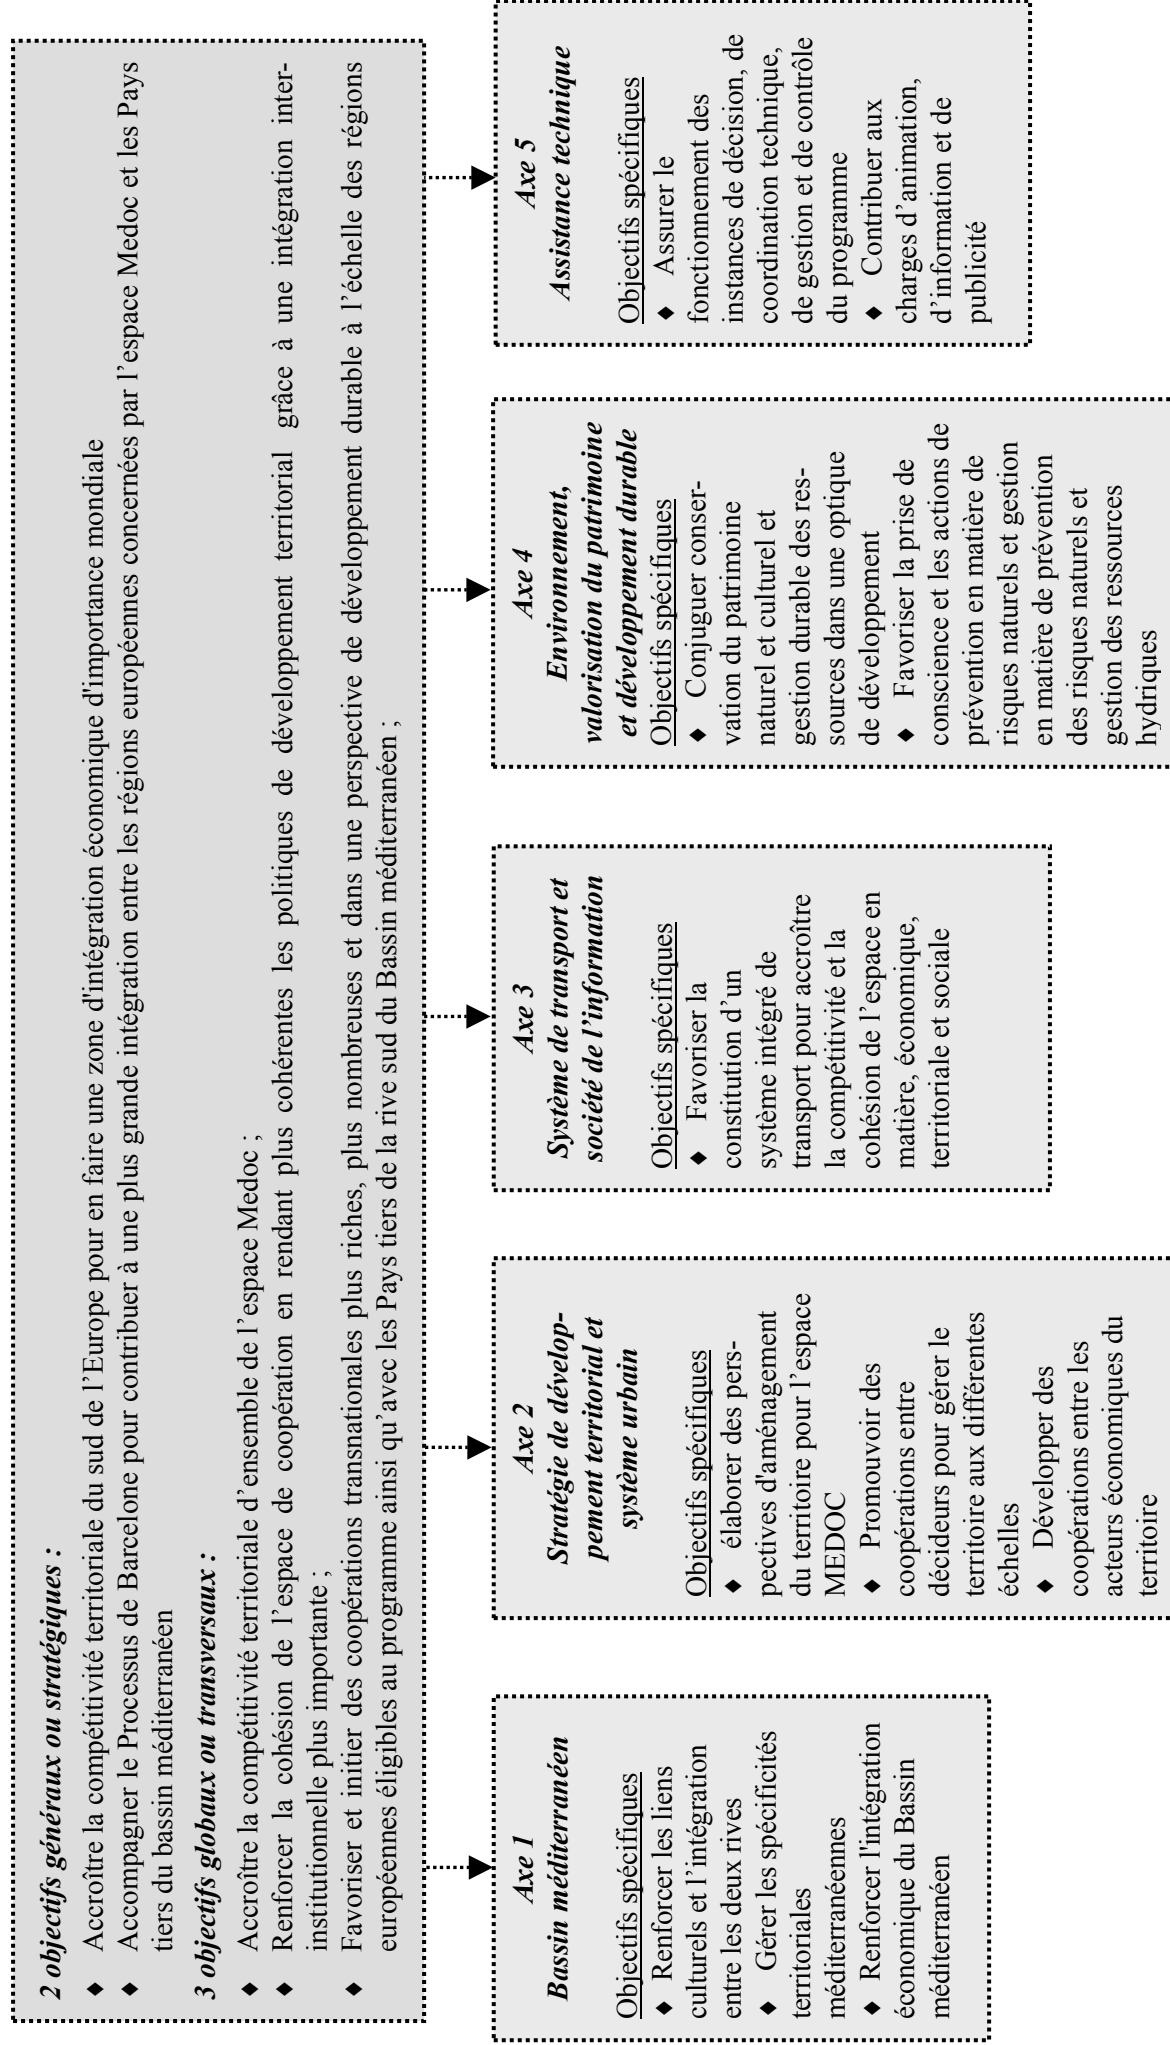 2 objectifs généraux ou stratégiques :
♦ Accroître la compétitivité territoriale du sud de l'Europe pour en faire une zone d'intégration économique d'importance mondiale
♦ Accompagner le Processus de Barcelone pour contribuer à une plus grande intégration entre les régions européennes concernées par l'espace Medoc et les Pays
tiers du bassin méditerranéen
3 objectifs globaux ou transversaux :
♦ Accroître la compétitivité territoriale d'ensemble de l'espace Medoc ;
♦ Renforcer la cohésion de l'espace de coopération en rendant plus cohérentes les politiques de développement territorial grâce à une intégration inter-
institutionnelle plus importante ;
♦ Favoriser et initier des coopérations transnationales plus riches, plus nombreuses et dans une perspective de développement durable à l'échelle des régions
européennes éligibles au programme ainsi qu'avec les Pays tiers de la rive sud du Bassin méditerranéen ;
Axe 1
Bassin méditerranéen
Objectifs spécifiques
♦ Renforcer les liens
culturels et l'intégration
entre les deux rives
♦ Gérer les spécificités
territoriales
méditerranéennes
♦ Renforcer l'intégration
économique du Bassin
méditerranéen
Axe 2
Stratégie de dévelop-
pement territorial et
système urbain
Objectifs spécifiques
♦ élaborer des pers-
pectives d'aménagement
du territoire pour l'espace
MEDOC
♦ Promouvoir des
coopérations entre
décideurs pour gérer le
territoire aux différentes
échelles
♦ Développer des
coopérations entre les
acteurs économiques du
territoire
Axe 3
Système de transport et
société de l'information
Objectifs spécifiques
♦ Favoriser la
constitution d'un
système intégré de
transport pour accroître
la compétitivité et la
cohésion de l'espace en
matière, économique,
territoriale et sociale
Axe 4
Environnement,
valorisation du patrimoine
et développement durable
Objectifs spécifiques
♦ Conjuguer conser-
vation du patrimoine
naturel et culturel et
gestion durable des res-
sources dans une optique
de développement
♦ Favoriser la prise de
conscience et les actions de
prévention en matière de
risques naturels et gestion
en matière de prévention
des risques naturels et
gestion des ressources
hydriques
Axe 5
Assistance technique
Objectifs spécifiques
♦ Assurer le
fonctionnement des
instances de décision, de
coordination technique,
de gestion et de contrôle
du programme
♦ Contribuer aux
charges d'animation,
d'information et de
publicité